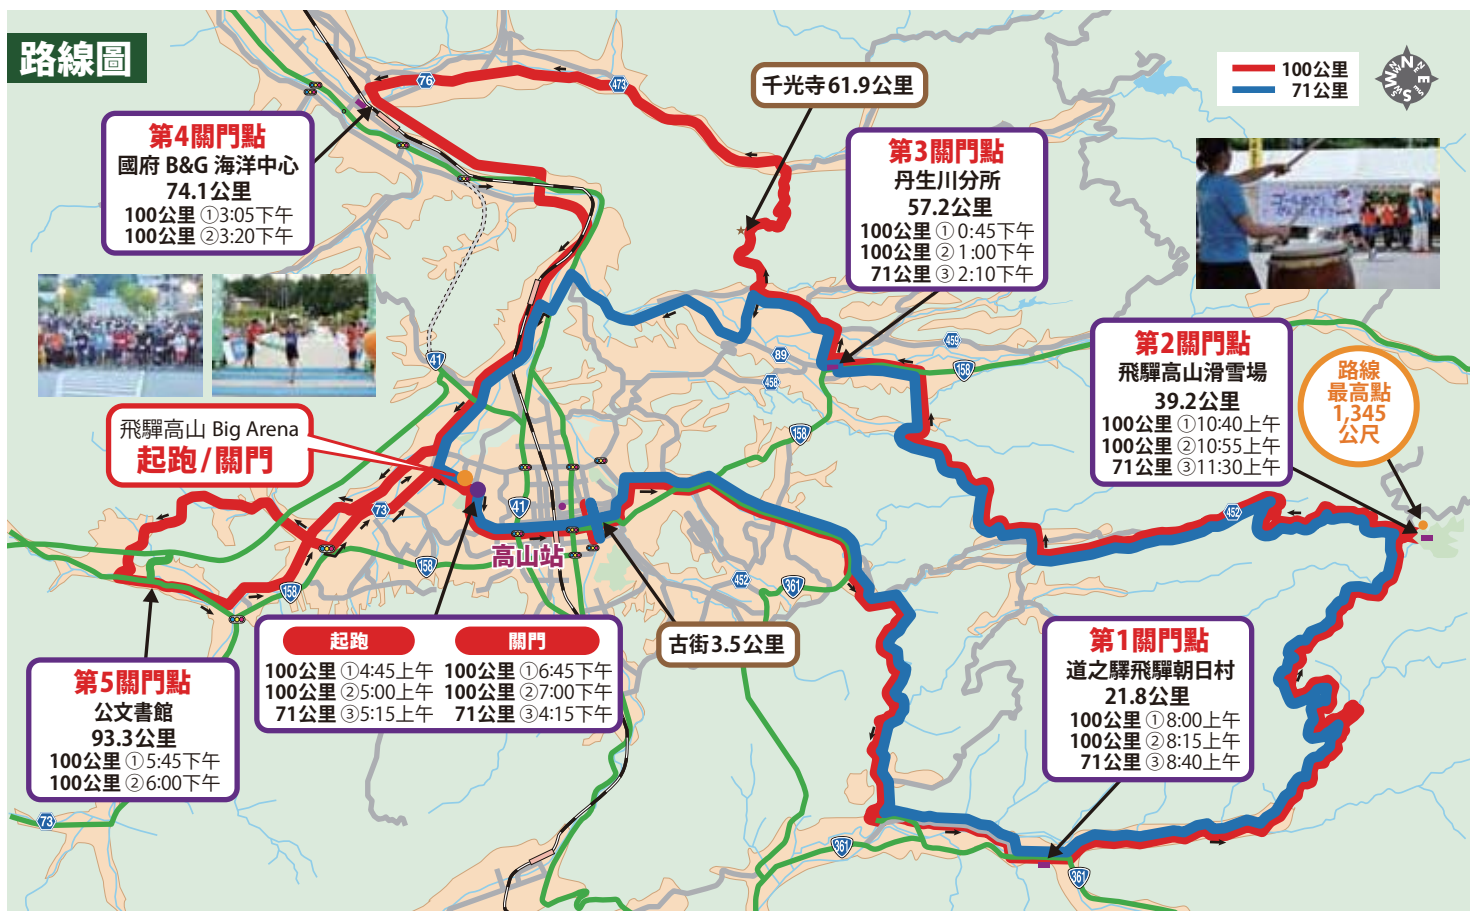 路線圖
100公里
71公里
N
E
S
W
千光寺61.9公里
第4關門點
國府 B&G 海洋中心
74.1公里
100公里 ①3:05下午
100公里 ②3:20下午
第3關門點
丹生川分所
57.2公里
100公里 ①0:45下午
100公里 ②1:00下午
71公里 ③2:10下午
第2關門點
飛驒高山滑雪場
39.2公里
100公里 ①10:40上午
100公里 ②10:55上午
71公里 ③11:30上午
路線
最高點
1,345
公尺
飛驒高山 Big Arena
起跑/關門
高山站
起跑
100公里 ①4:45上午
100公里 ②5:00上午
71公里 ③5:15上午
關門
100公里 ①6:45下午
100公里 ②7:00下午
71公里 ③4:15下午
古街3.5公里
第1關門點
道之驛飛驒朝日村
21.8公里
100公里 ①8:00上午
100公里 ②8:15上午
71公里 ③8:40上午
第5關門點
公文書館
93.3公里
100公里 ①5:45下午
100公里 ②6:00下午
76
473
41
89
459
458
158
158
73
41
452
158
158
452
361
361
361
73